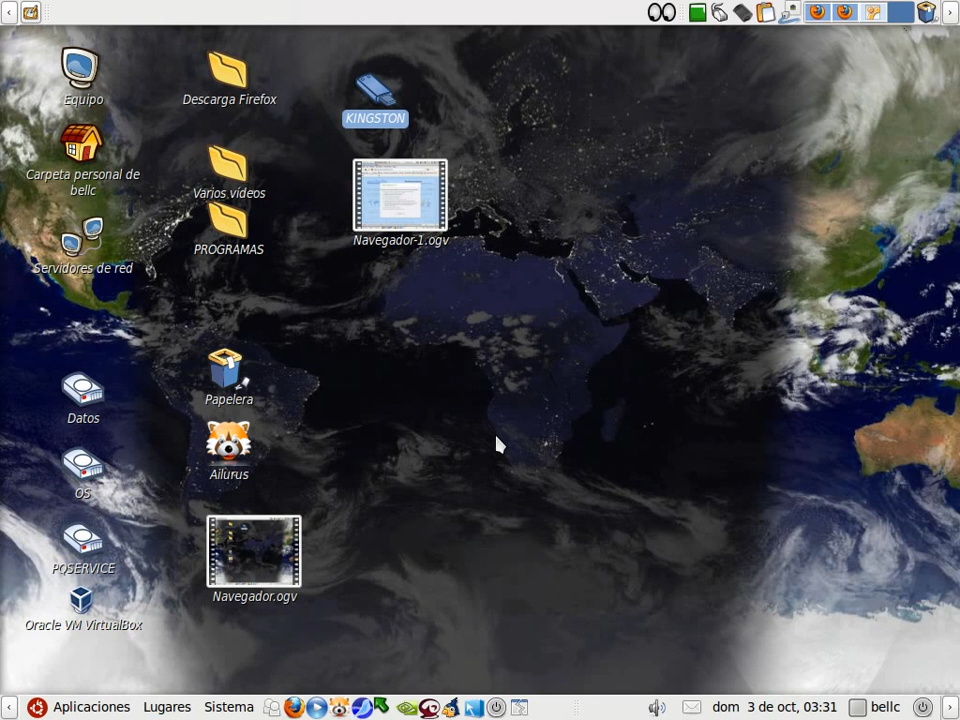 Equipo
Descarga Firefox
KINGSTON
Carpeta personal de
bellc
Varios vídeos
PROGRAMAS
Navegador-1.ogv
Servidores de red
Papelera
Datos
Ailurus
OS
PQSERVICE
Navegador.ogv
Oracle VM VirtualBox
Aplicaciones Lugares Sistema dom 3 de oct, 03:31 bellc